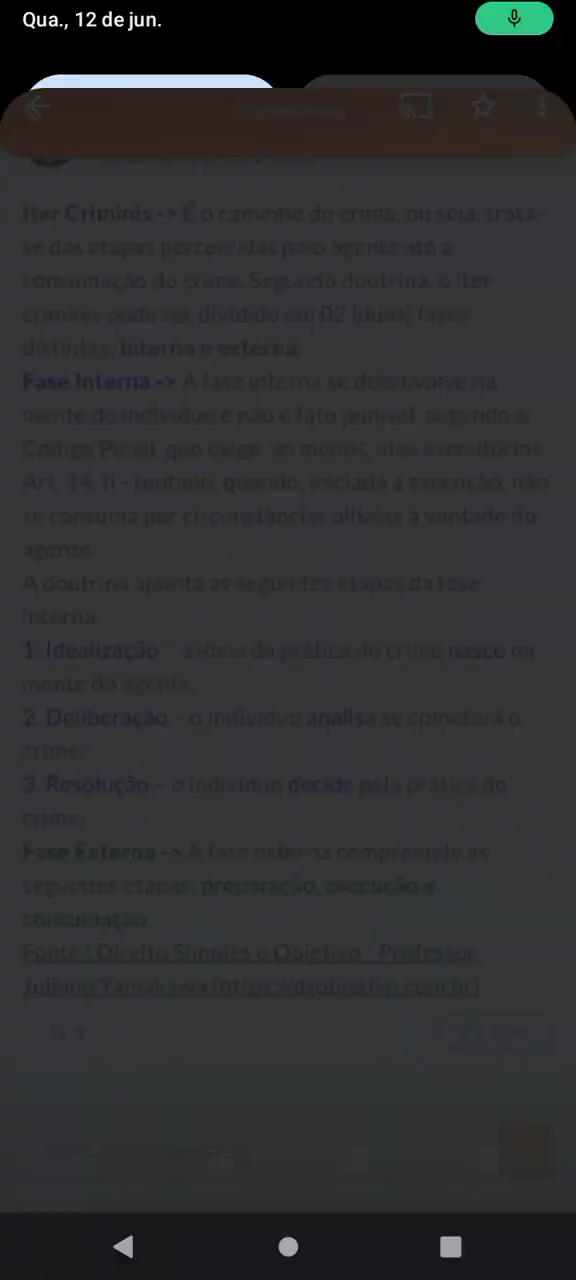 Qua., 12 de jun.
Iter Criminis -> É o caminho do crime, ou seja, trata-
se das etapas percorridas pelo agente até a
consumação do crime. Segundo doutrina, o iter
criminis pode ser dividido em 02 (duas) fases
distintas: Interna e externa.
Fase Interna -> A fase interna se desenvolve na
mente do indivíduo e não é fato punível, segundo o
Código Penal, que exige, ao menos, atos executórios
Art. 14, II - tentado, quando, iniciada a execução, não
se consuma por circunstâncias alheias à vontade do
agente.
A doutrina aponta as seguintes etapas da fase
interna
1. Idealização – a ideia da prática do crime nasce na
mente do agente;
2. Deliberação – o indivíduo analisa se cometerá o
crime;
3. Resolução – o indivíduo decide pela prática do
crime;
Fase Externa -> A fase externa compreende as
seguintes etapas: preparação, execução e
consumação
Fonte: Direito Simples e Objetivo - Professor
Juliano Yamakawa